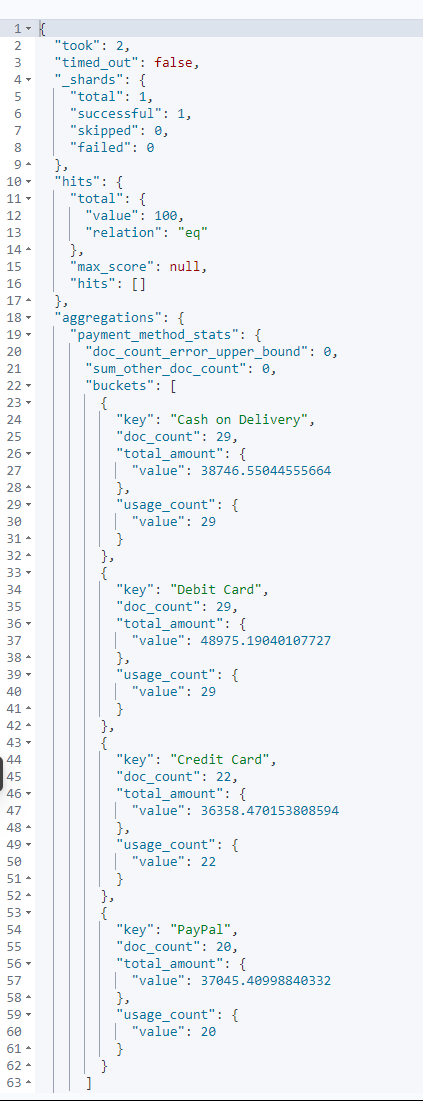 1 {
2 "took": 2,
3 "timed_out": false,
4 "_shards": {
5 "total": 1,
6 "successful": 1,
7 "skipped": 0,
8 "failed": 0
9 },
10 "hits": {
11 "total": {
12 "value": 100,
13 "relation": "eq"
14 },
15 "max_score": null,
16 "hits": []
17 },
18 "aggregations": {
19 "payment_method_stats": {
20 "doc_count_error_upper_bound": 0,
21 "sum_other_doc_count": 0,
22 "buckets": [
23 {
24 "key": "Cash on Delivery",
25 "doc_count": 29,
26 "total_amount": {
27 "value": 38746.55044555664
28 },
29 "usage_count": {
30 "value": 29
31 }
32 },
33 {
34 "key": "Debit Card",
35 "doc_count": 29,
36 "total_amount": {
37 "value": 48975.19040107727
38 },
39 "usage_count": {
40 "value": 29
41 }
42 },
43 {
44 "key": "Credit Card",
45 "doc_count": 22,
46 "total_amount": {
47 "value": 36358.470153808594
48 },
49 "usage_count": {
50 "value": 22
51 }
52 },
53 {
54 "key": "PayPal",
55 "doc_count": 20,
56 "total_amount": {
57 "value": 37045.40998840332
58 },
59 "usage_count": {
60 "value": 20
61 }
62 }
63 ]